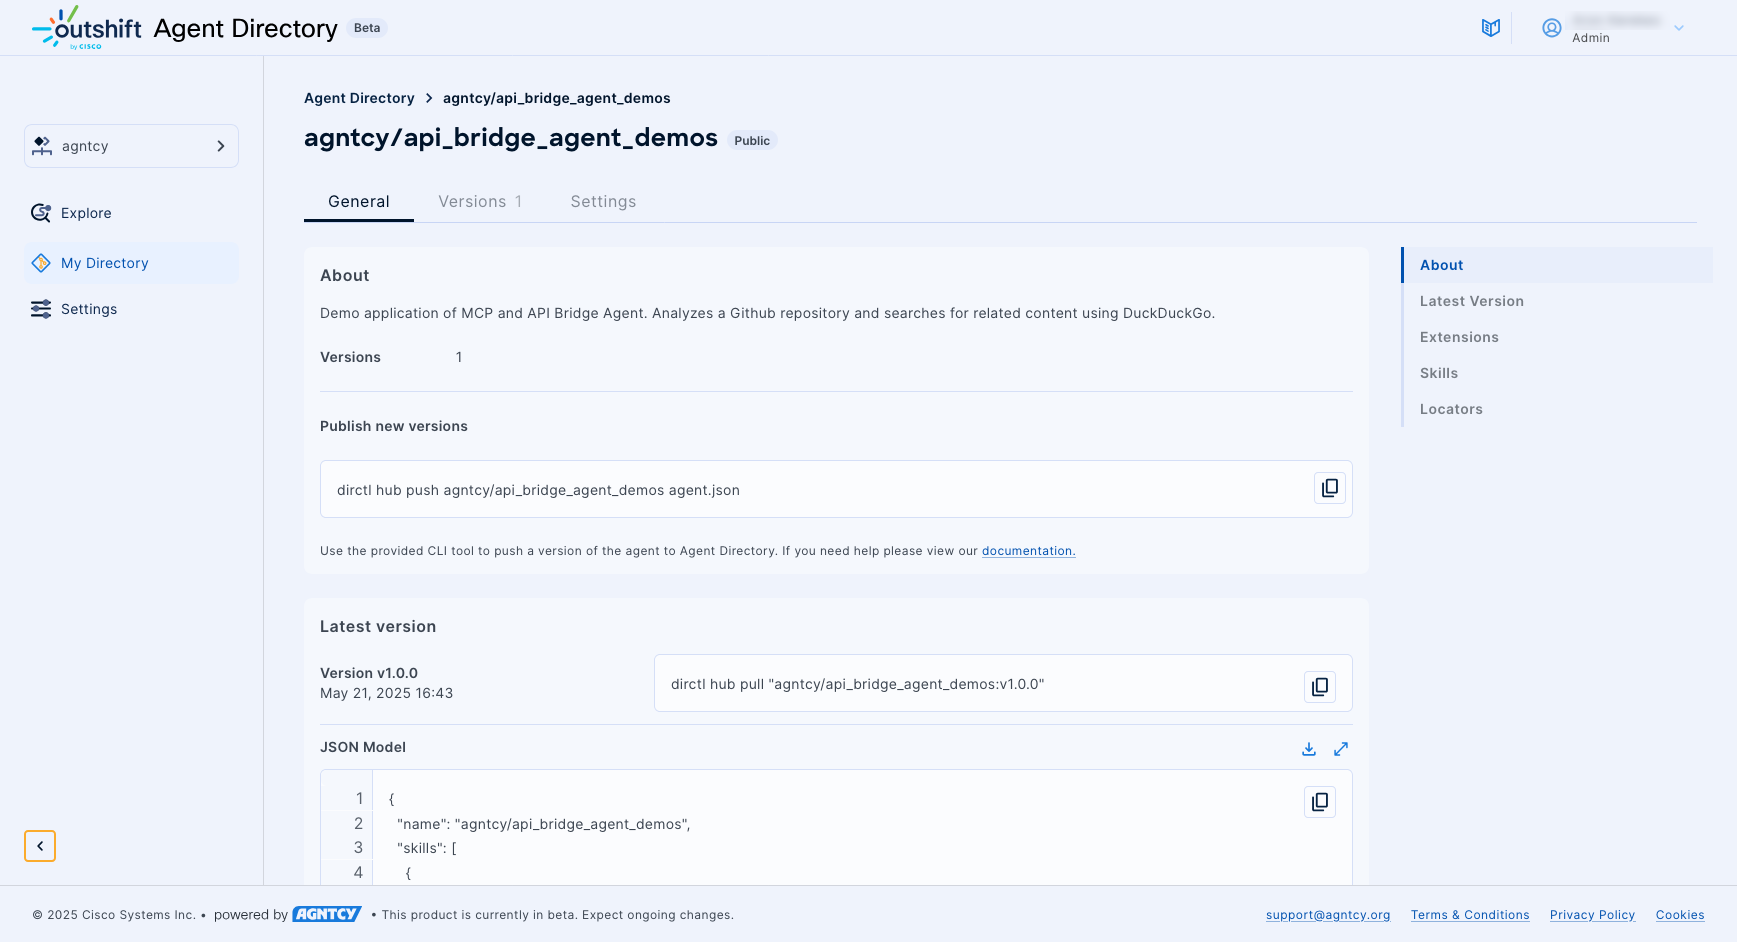 outshift
by CISCO
Agent Directory Beta
Admin
agntcy
Explore
My Directory
Settings
Agent Directory > agntcy/api_bridge_agent_demos
agntcy/api_bridge_agent_demos Public
General Versions 1 Settings
About
Demo application of MCP and API Bridge Agent. Analyzes a Github repository and searches for related content using DuckDuckGo.
Versions 1
Publish new versions
dirctl hub push agntcy/api_bridge_agent_demos agent.json
Use the provided CLI tool to push a version of the agent to Agent Directory. If you need help please view our documentation.
Latest version
Version v1.0.0
May 21, 2025 16:43
dirctl hub pull "agntcy/api_bridge_agent_demos:v1.0.0"
JSON Model
1 {
2 "name": "agntcy/api_bridge_agent_demos",
3 "skills": [
4 {
About
Latest Version
Extensions
Skills
Locators
© 2025 Cisco Systems Inc. • powered by AGNTCY • This product is currently in beta. Expect ongoing changes.
support@agntcy.org Terms & Conditions Privacy Policy Cookies